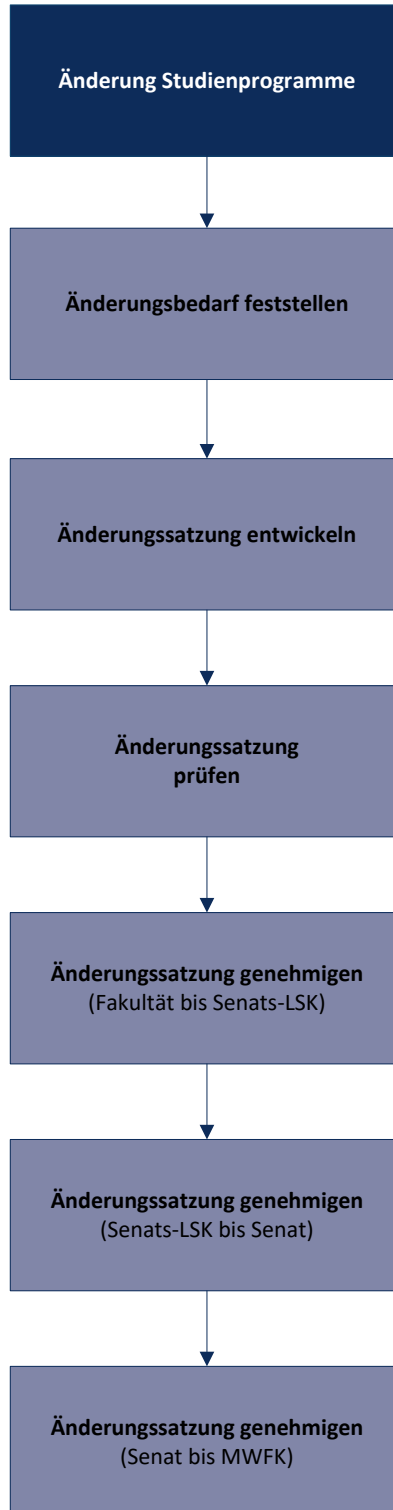 Änderung Studienprogramme
Änderungsbedarf feststellen
Änderungssatzung entwickeln
Änderungssatzung
prüfen
Änderungssatzung genehmigen
(Fakultät bis Senats-LSK)
Änderungssatzung genehmigen
(Senats-LSK bis Senat)
Änderungssatzung genehmigen
(Senat bis MWFK)